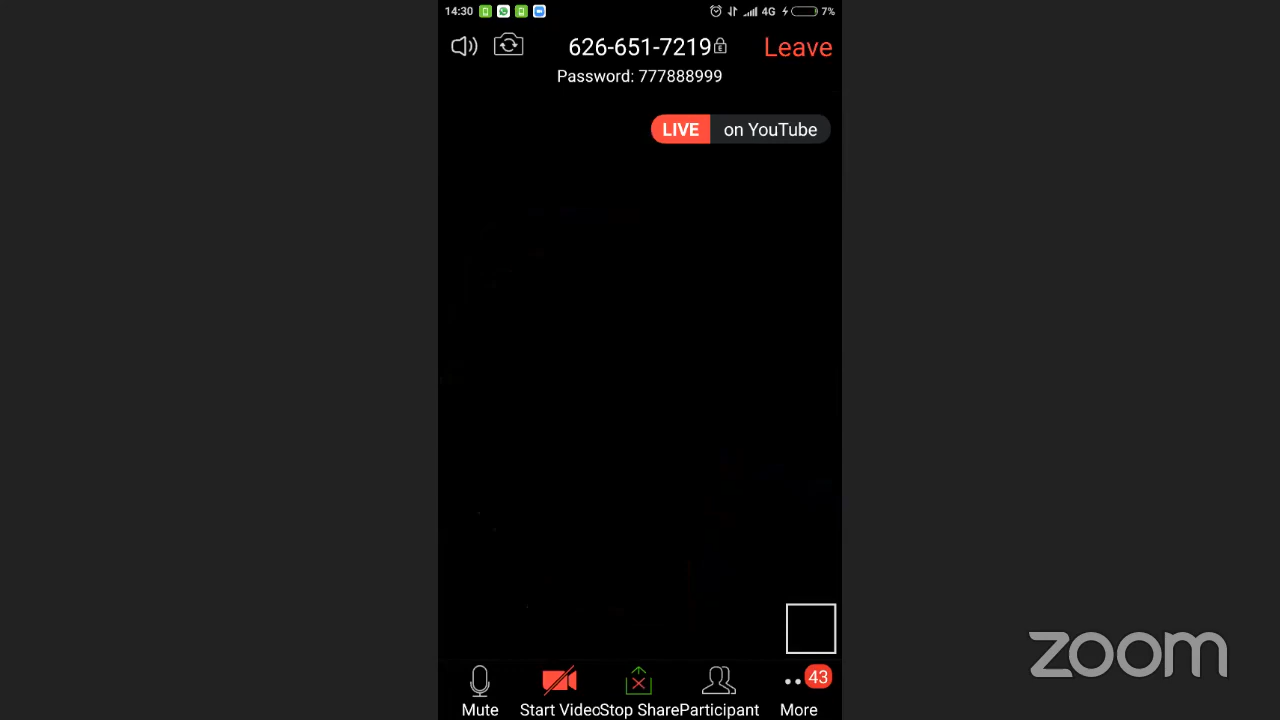 14:30 4G 7%
626-651-7219 Leave
Password: 777888999
LIVE on YouTube
43
Mute Start Video Stop Share Participant More
zoom